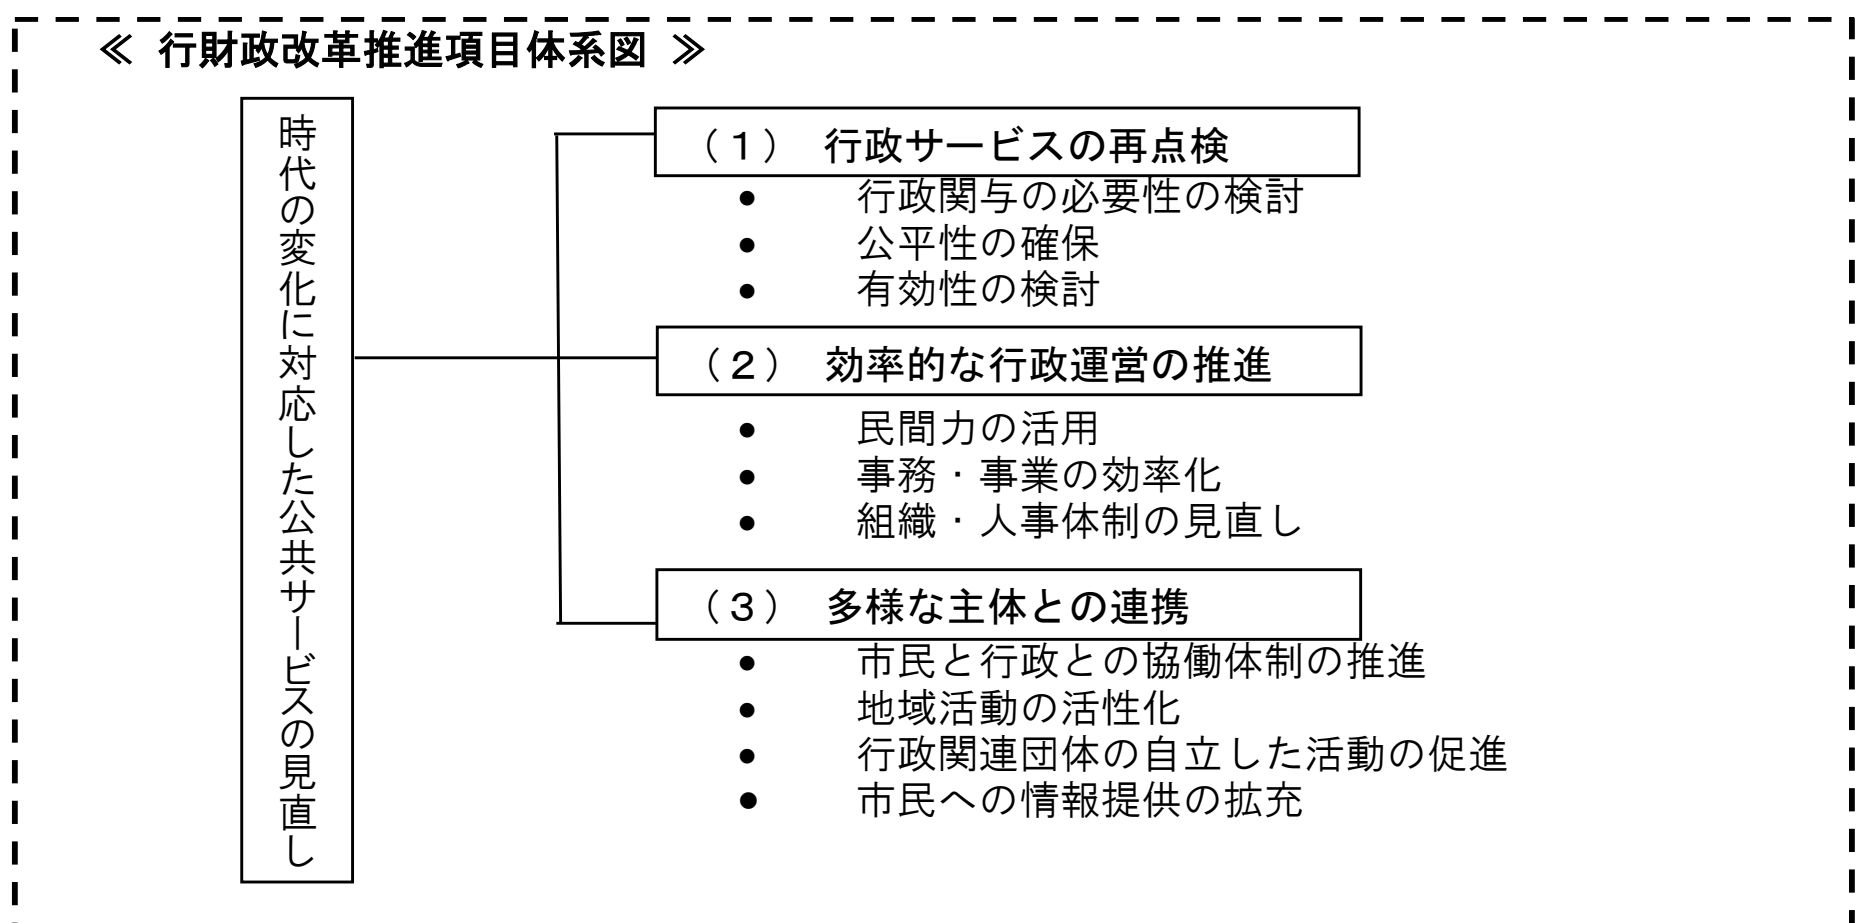 ≪ 行財政改革推進項目体系図 ≫
時代の変化に対応した公共サービスの見直し
（１） 行政サービスの再点検
● 行政関与の必要性の検討
● 公平性の確保
● 有効性の検討
（２） 効率的な行政運営の推進
● 民間力の活用
● 事務・事業の効率化
● 組織・人事体制の見直し
（３） 多様な主体との連携
● 市民と行政との協働体制の推進
● 地域活動の活性化
● 行政関連団体の自立した活動の促進
● 市民への情報提供の拡充